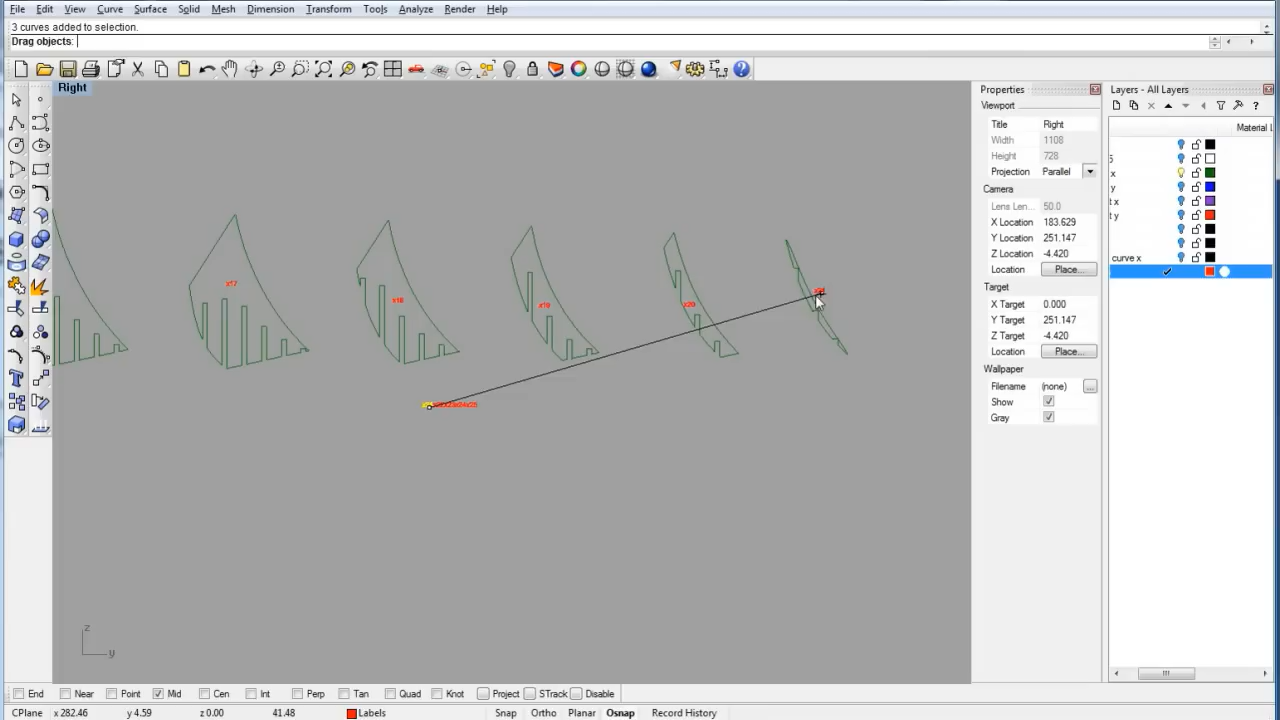 File Edit View Curve Surface Solid Mesh Dimension Transform Tools Analyze Render Help
3 curves added to selection.
Drag objects:
Right
x17
x18
x19
x20
z
y
Properties
Viewport
Title Right
Width 1108
Height 728
Projection Parallel
Camera
Lens Len... 50.0
X Location 183.629
Y Location 251.147
Z Location -4.420
Location Place...
Target
X Target 0.000
Y Target 251.147
Z Target -4.420
Location Place...
Wallpaper
Filename (none) ...
Show
Gray
Layers - All Layers
Material
5
x
y
t x
t y
curve x
End Near Point Mid Cen Int Perp Tan Quad Knot Project STrack Disable
CPlane x 282.46 y 4.59 z 0.00 41.48 Labels Snap Ortho Planar Osnap Record History